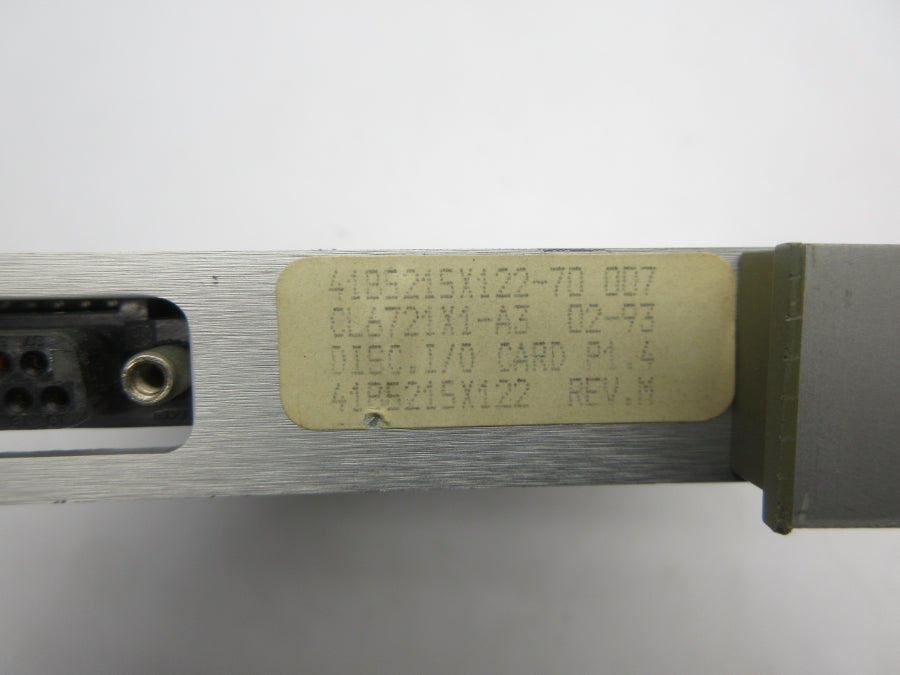 41B5215X122-70 007
CL6721X1-A3 02-93
DISC.I/O CARD P1.4
41B5215X122 REV.M